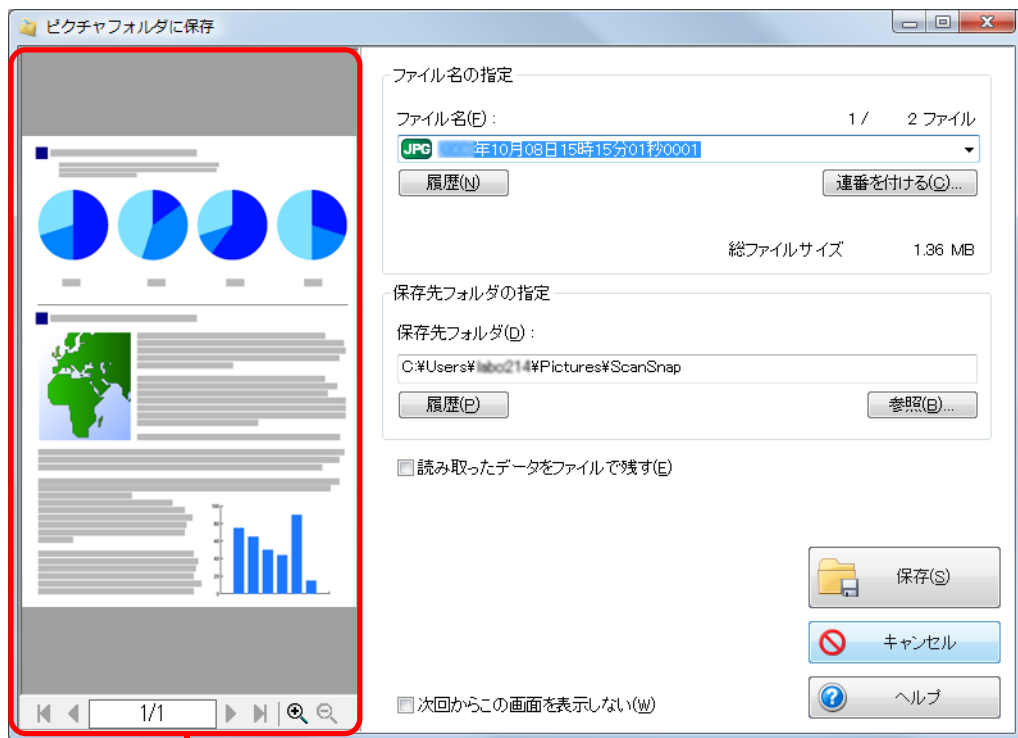 ピクチャフォルダに保存
ファイル名の指定
ファイル名(F):
1/ 2 ファイル
JPG 年10月08日15時15分01秒0001
履歴(N)
連番を付ける(C)...
総ファイルサイズ 1.36 MB
保存先フォルダの指定
保存先フォルダ(D):
C:¥Users¥ ¥Pictures¥ScanSnap
履歴(P)
参照(B)...
読み取ったデータをファイルで残す(E)
保存(S)
キャンセル
ヘルプ
次回からこの画面を表示しない(W)
1/1